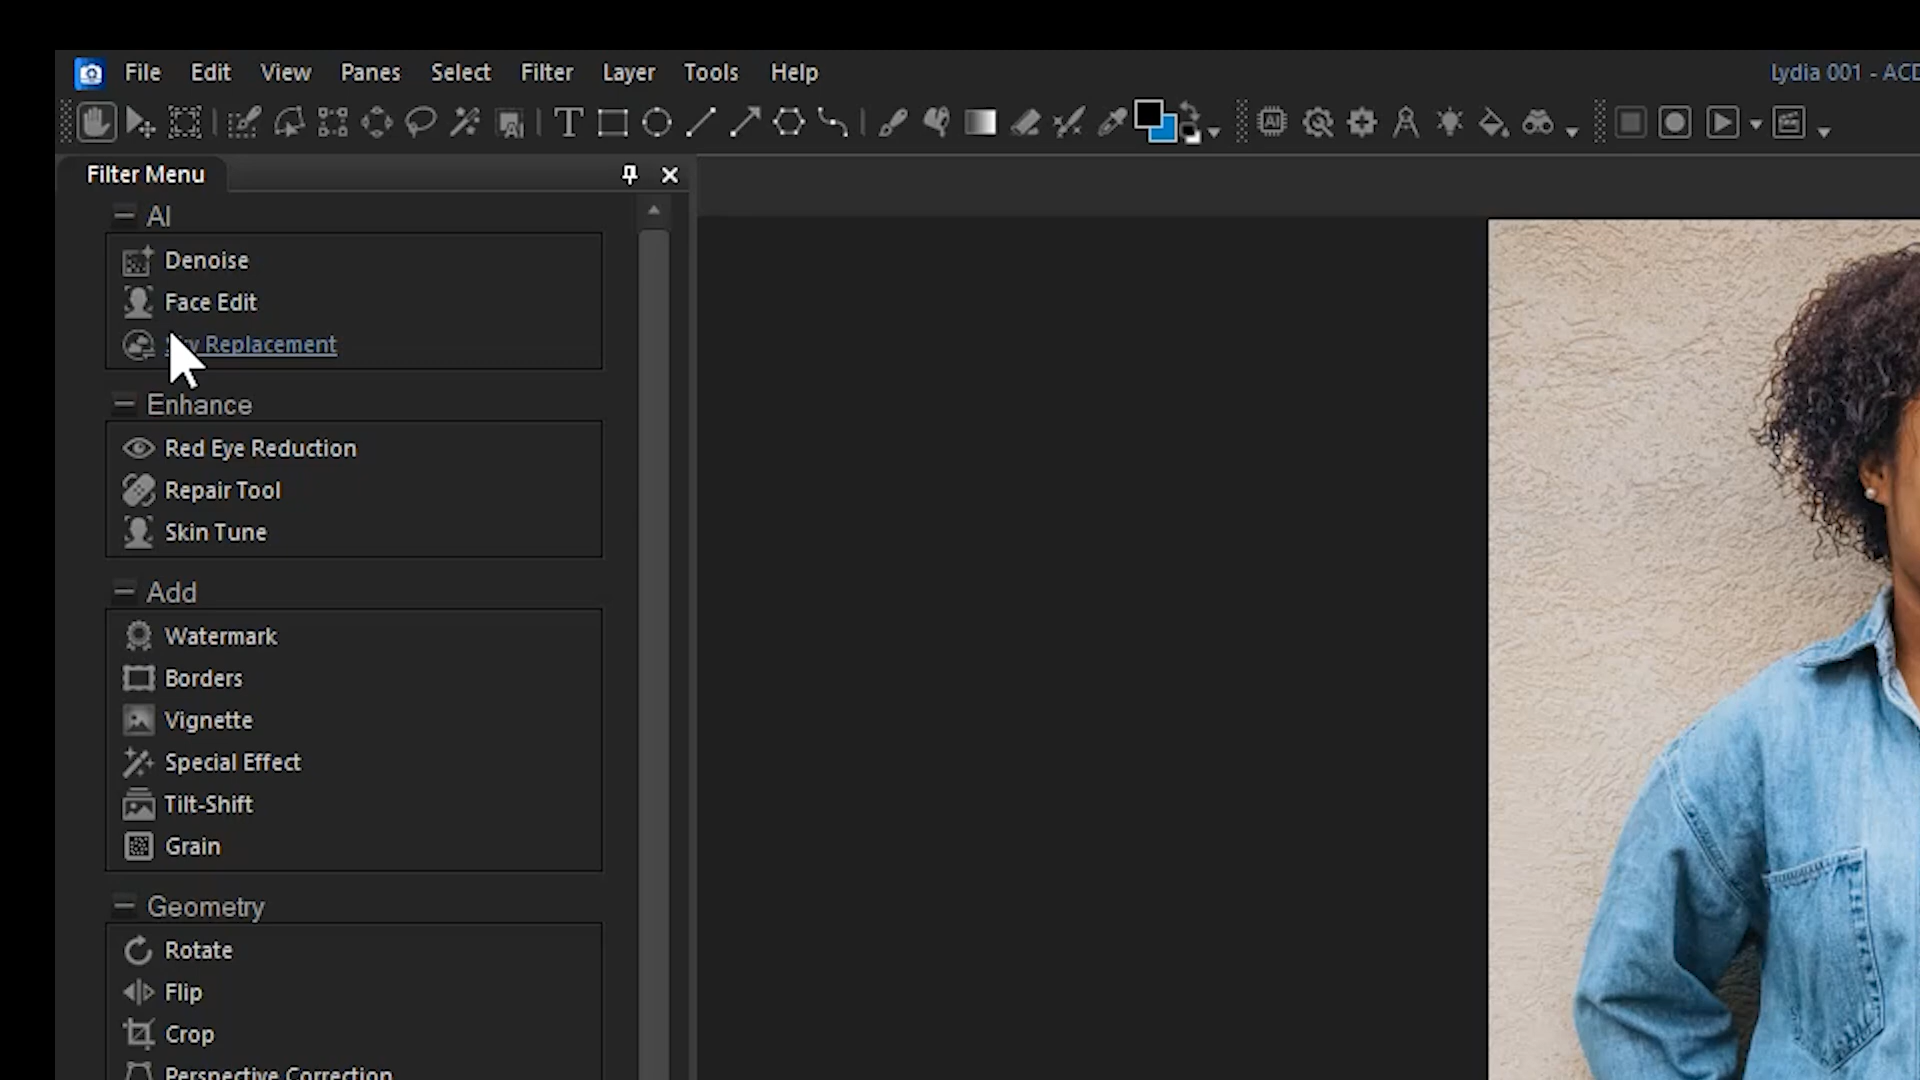 File Edit View Panes Select Filter Layer Tools Help
Lydia 001 - ACD
T AI
Filter Menu
AI
Denoise
Face Edit
Replacement
Enhance
Red Eye Reduction
Repair Tool
Skin Tune
Add
Watermark
Borders
Vignette
Special Effect
Tilt-Shift
Grain
Geometry
Rotate
Flip
Crop
Perspective Correction